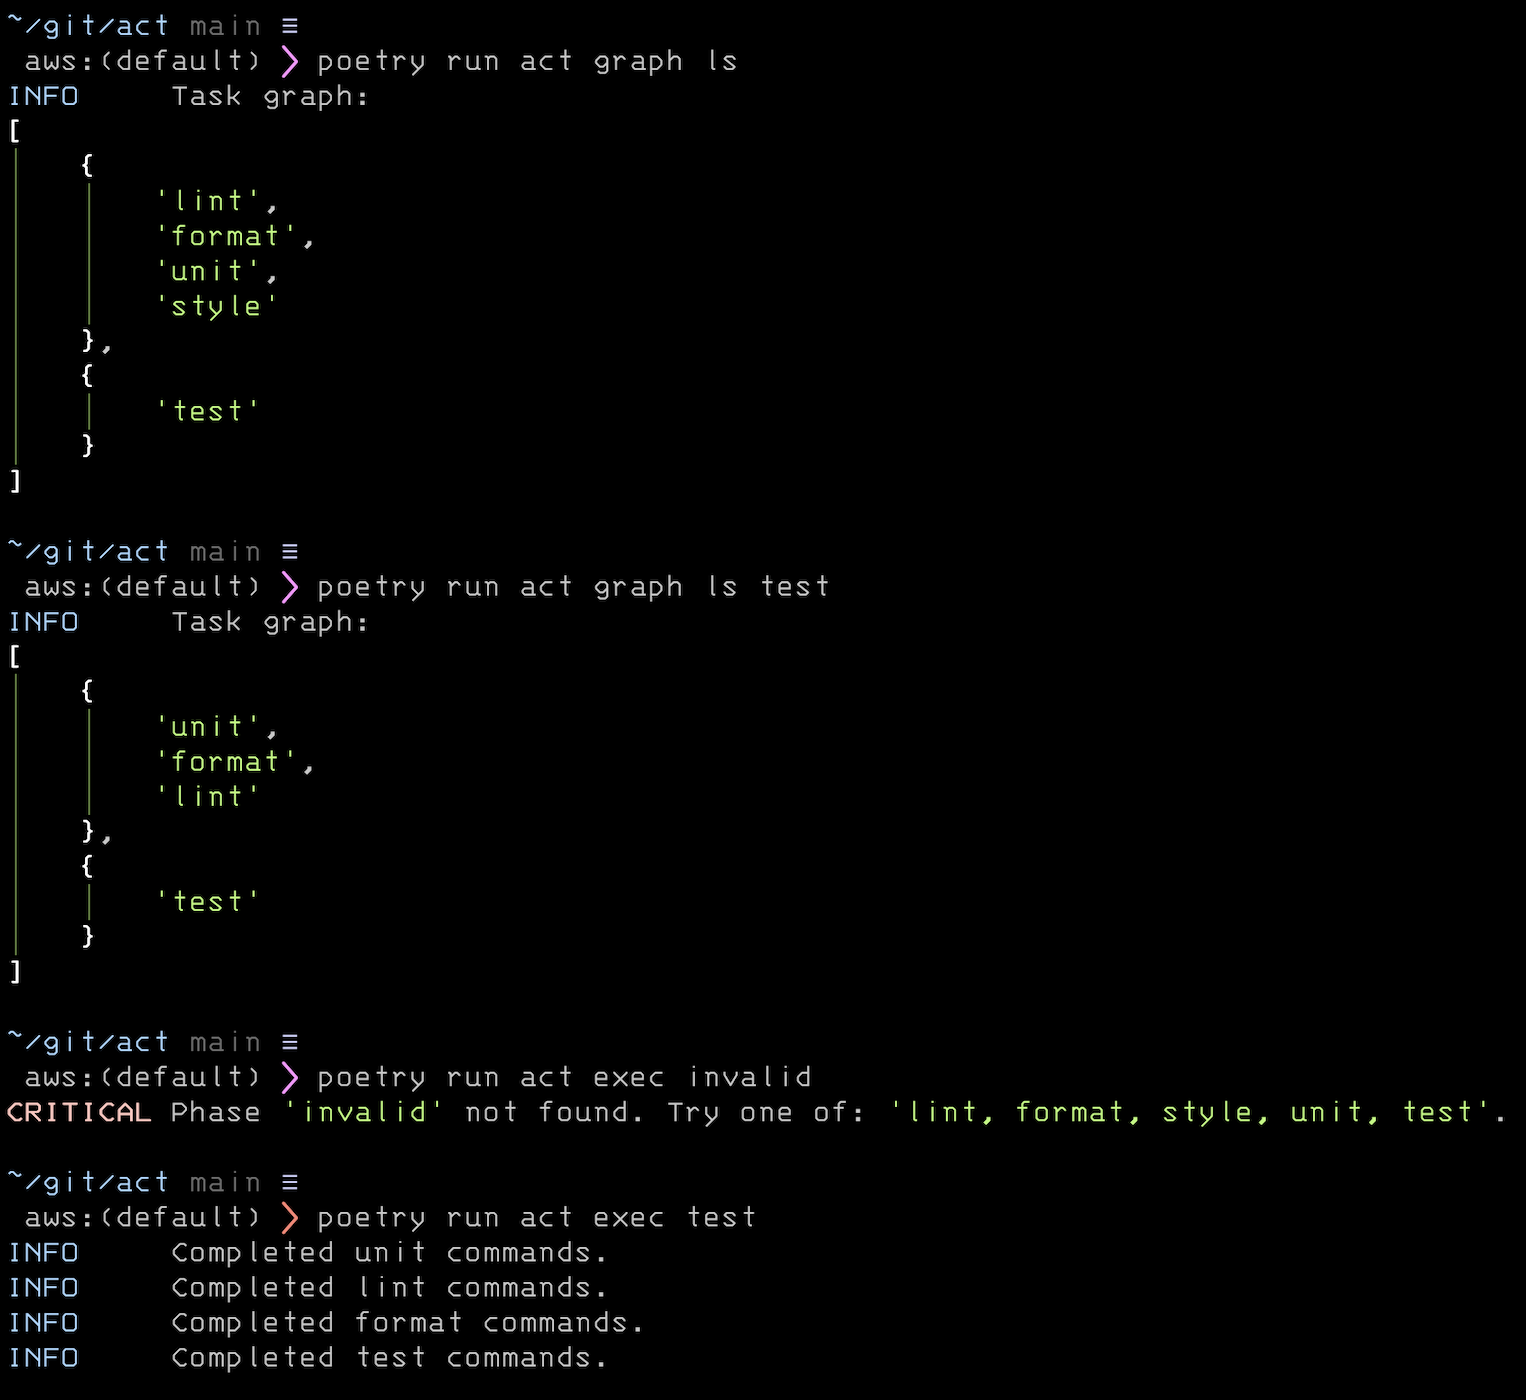 ~/git/act main ≡
aws:(default) ❯ poetry run act graph ls
INFO     Task graph:
[
    {
        'lint',
        'format',
        'unit',
        'style'
    },
    {
        'test'
    }
]
~/git/act main ≡
aws:(default) ❯ poetry run act graph ls test
INFO     Task graph:
[
    {
        'unit',
        'format',
        'lint'
    },
    {
        'test'
    }
]
~/git/act main ≡
aws:(default) ❯ poetry run act exec invalid
CRITICAL Phase 'invalid' not found. Try one of: 'lint, format, style, unit, test'.
~/git/act main ≡
aws:(default) ❯ poetry run act exec test
INFO     Completed unit commands.
INFO     Completed lint commands.
INFO     Completed format commands.
INFO     Completed test commands.